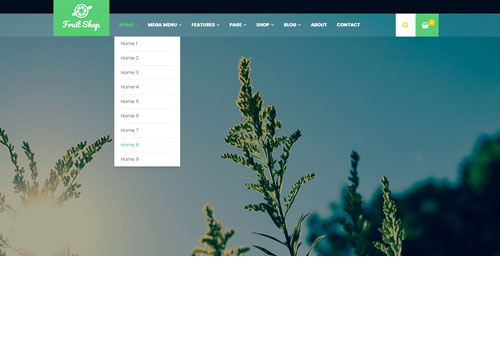 Fruit Shop
HOME MEGA MENU FEATURES PAGE SHOP BLOG ABOUT CONTACT
Home 1
Home 2
Home 3
Home 4
Home 5
Home 6
Home 7
Home 8
Home 9